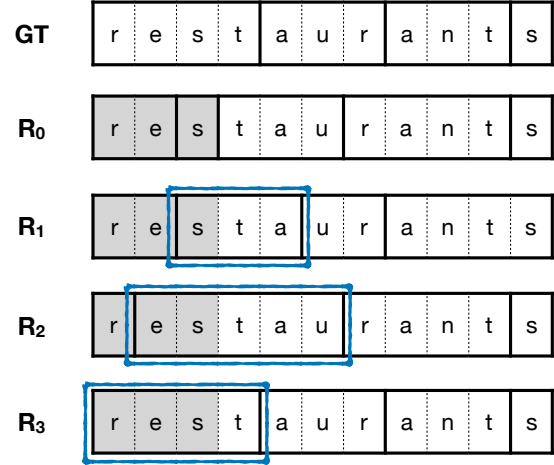 GT r e s t a u r a n t s
R₀ r e s t a u r a n t s
R₁ r e s t a u r a n t s
R₂ r e s t a u r a n t s
R₃ r e s t a u r a n t s